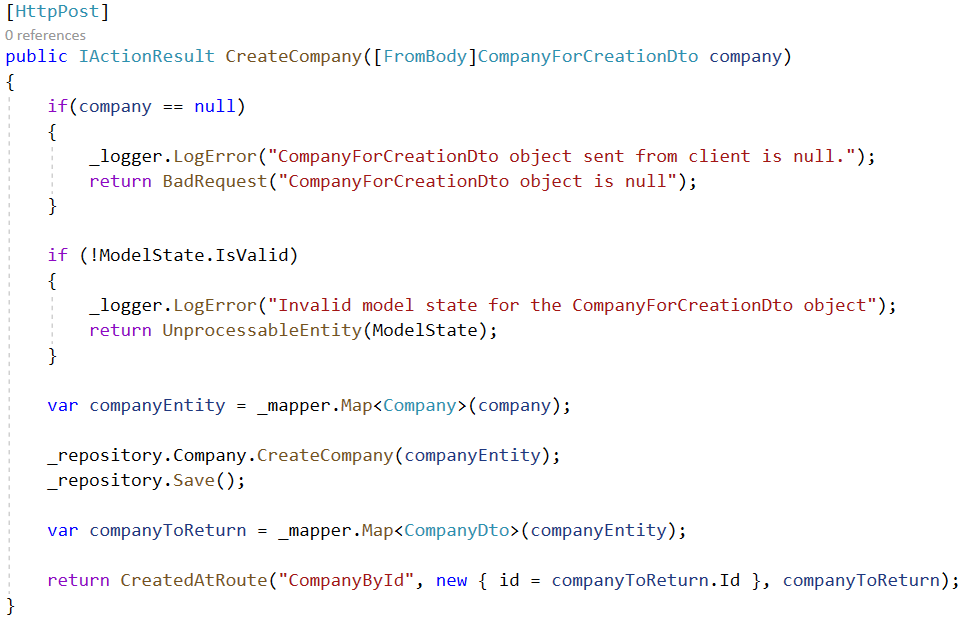 [HttpPost]
0 references
public IActionResult CreateCompany([FromBody]CompanyForCreationDto company)
{
    if(company == null)
    {
        _logger.LogError("CompanyForCreationDto object sent from client is null.");
        return BadRequest("CompanyForCreationDto object is null");
    }

    if (!ModelState.IsValid)
    {
        _logger.LogError("Invalid model state for the CompanyForCreationDto object");
        return UnprocessableEntity(ModelState);
    }

    var companyEntity = _mapper.Map<Company>(company);

    _repository.Company.CreateCompany(companyEntity);
    _repository.Save();

    var companyToReturn = _mapper.Map<CompanyDto>(companyEntity);

    return CreatedAtRoute("CompanyById", new { id = companyToReturn.Id }, companyToReturn);
}